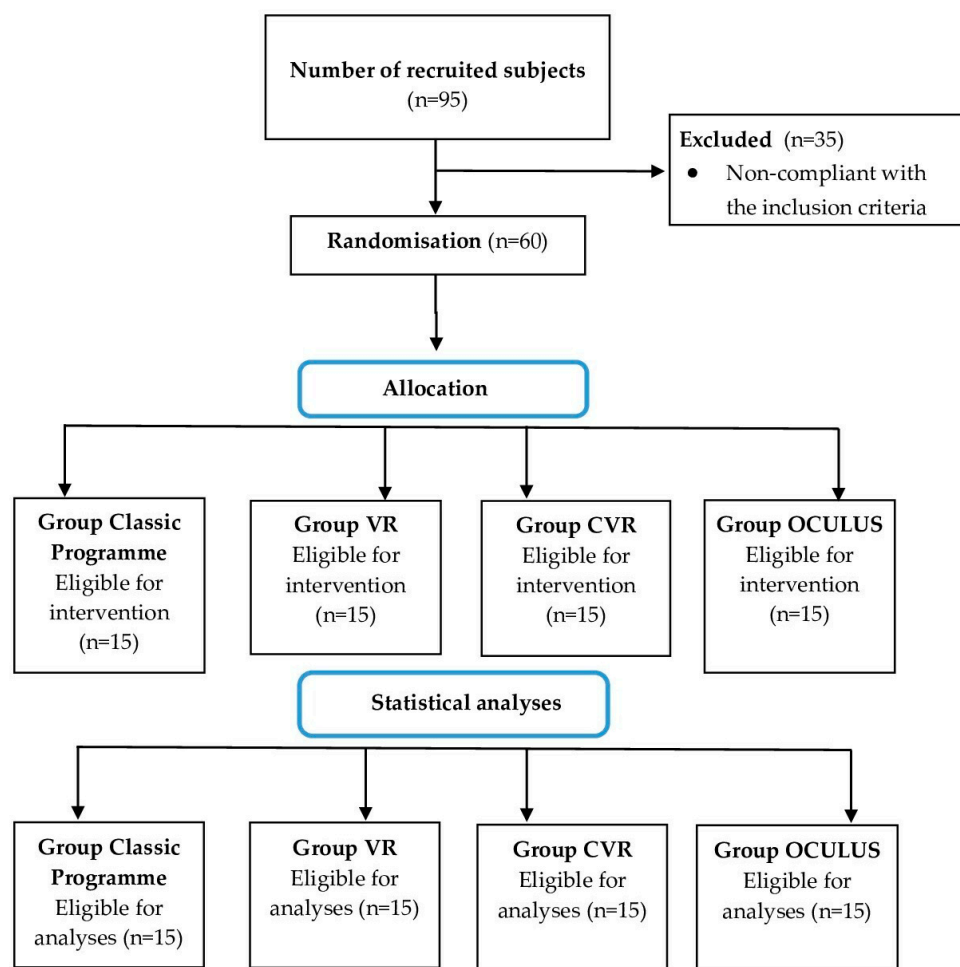 Number of recruited subjects
(n=95)
Excluded (n=35)
● Non-compliant with
the inclusion criteria
Randomisation (n=60)
Allocation
Group Classic
Programme
Eligible for
intervention
(n=15)
Group VR
Eligible for
intervention
(n=15)
Group CVR
Eligible for
intervention
(n=15)
Group OCULUS
Eligible for
intervention
(n=15)
Statistical analyses
Group Classic
Programme
Eligible for
analyses (n=15)
Group VR
Eligible for
analyses (n=15)
Group CVR
Eligible for
analyses (n=15)
Group OCULUS
Eligible for
analyses (n=15)